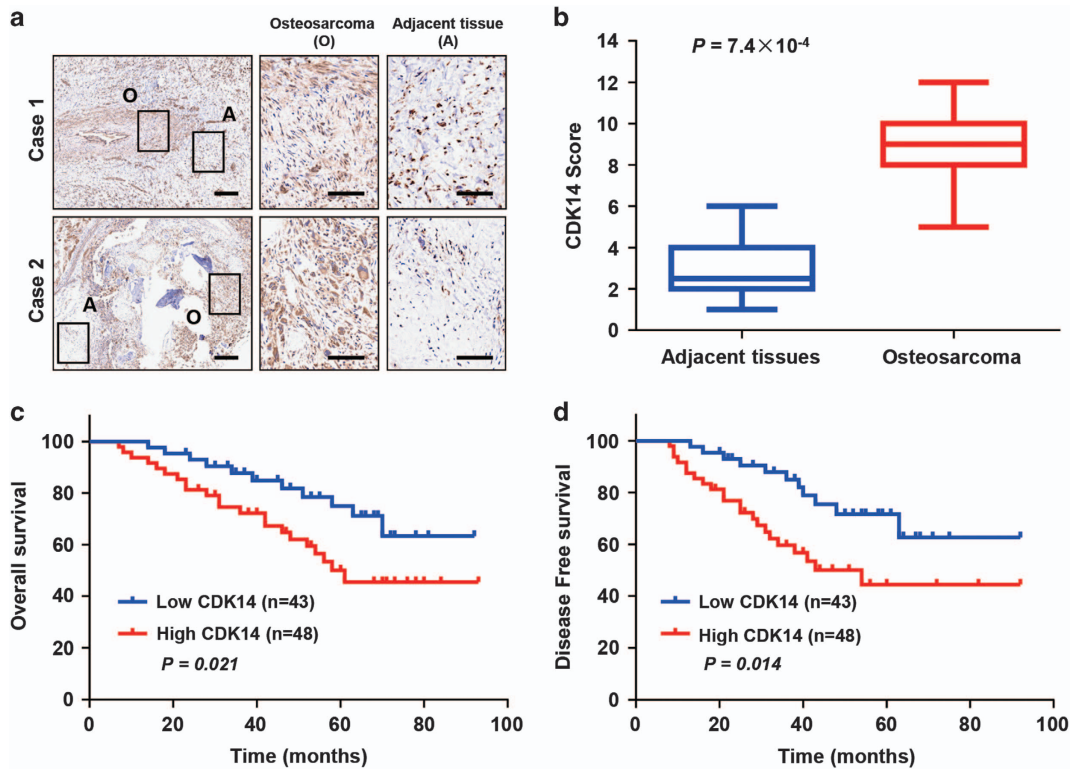 a
Osteosarcoma
(O)
Adjacent tissue
(A)
Case 1
O
A
Case 2
A
O
b
P = 7.4×10-4
CDK14 Score
14
12
10
8
6
4
2
0
Adjacent tissues
Osteosarcoma
c
Overall survival
100
80
60
40
20
0
Low CDK14 (n=43)
High CDK14 (n=48)
P = 0.021
0 20 40 60 80 100
Time (months)
d
Disease Free survival
100
80
60
40
20
0
Low CDK14 (n=43)
High CDK14 (n=48)
P = 0.014
0 20 40 60 80 100
Time (months)